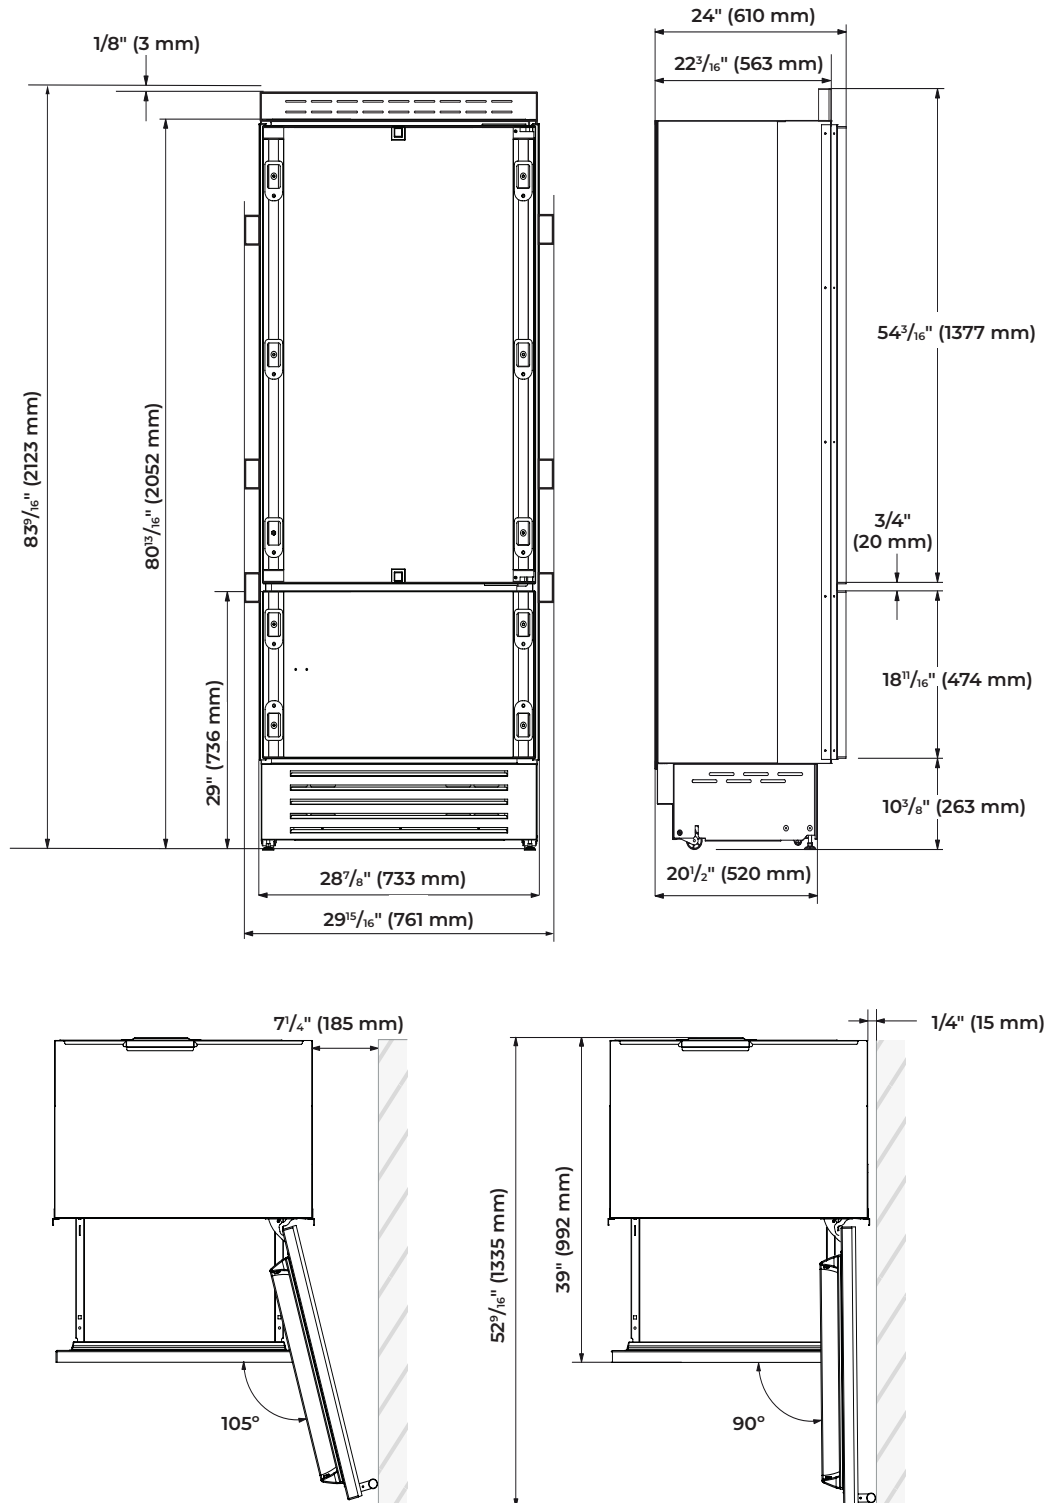 24" (610 mm)
1/8" (3 mm)
22³/₁₆" (563 mm)
54³/₁₆" (1377 mm)
83⁹/₁₆" (2123 mm)
80¹³/₁₆" (2052 mm)
3/4"
(20 mm)
18¹¹/₁₆" (474 mm)
29" (736 mm)
10³/₈" (263 mm)
28⁷/₈" (733 mm)
20¹/₂" (520 mm)
29¹⁵/₁₆" (761 mm)
7¹/₄" (185 mm)
1/4" (15 mm)
52⁹/₁₆" (1335 mm)
39" (992 mm)
105º
90º